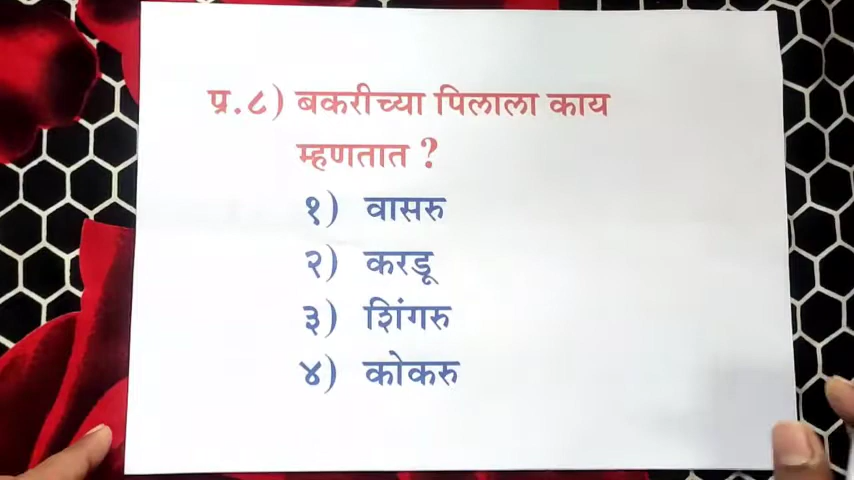 प्र.८) बकरीच्या पिलाला काय
म्हणतात ?
१) वासरु
२) करडू
३) शिंगरु
४) कोकरु